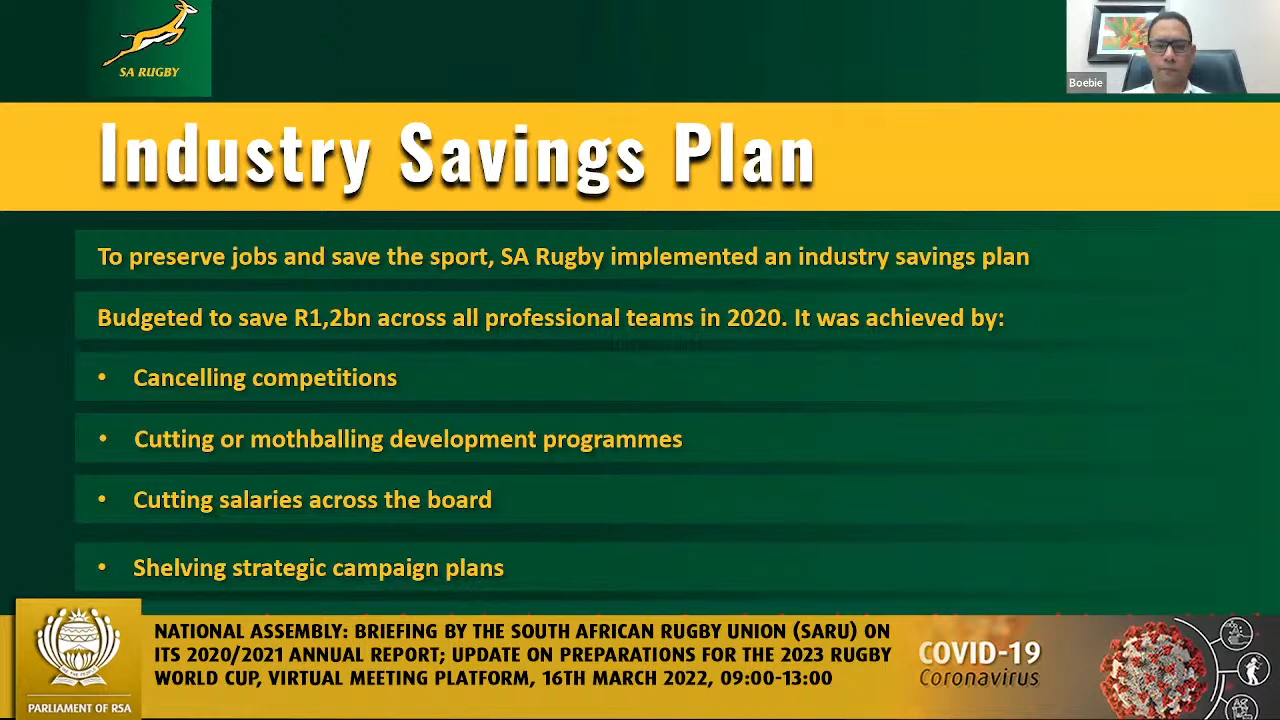 SA RUGBY
Boebie
Industry Savings Plan
To preserve jobs and save the sport, SA Rugby implemented an industry savings plan
Budgeted to save R1,2bn across all professional teams in 2020. It was achieved by:
• Cancelling competitions
• Cutting or mothballing development programmes
• Cutting salaries across the board
• Shelving strategic campaign plans
NATIONAL ASSEMBLY: BRIEFING BY THE SOUTH AFRICAN RUGBY UNION (SARU) ON
ITS 2020/2021 ANNUAL REPORT; UPDATE ON PREPARATIONS FOR THE 2023 RUGBY
WORLD CUP, VIRTUAL MEETING PLATFORM, 16TH MARCH 2022, 09:00-13:00
PARLIAMENT OF RSA
COVID-19
Coronavirus